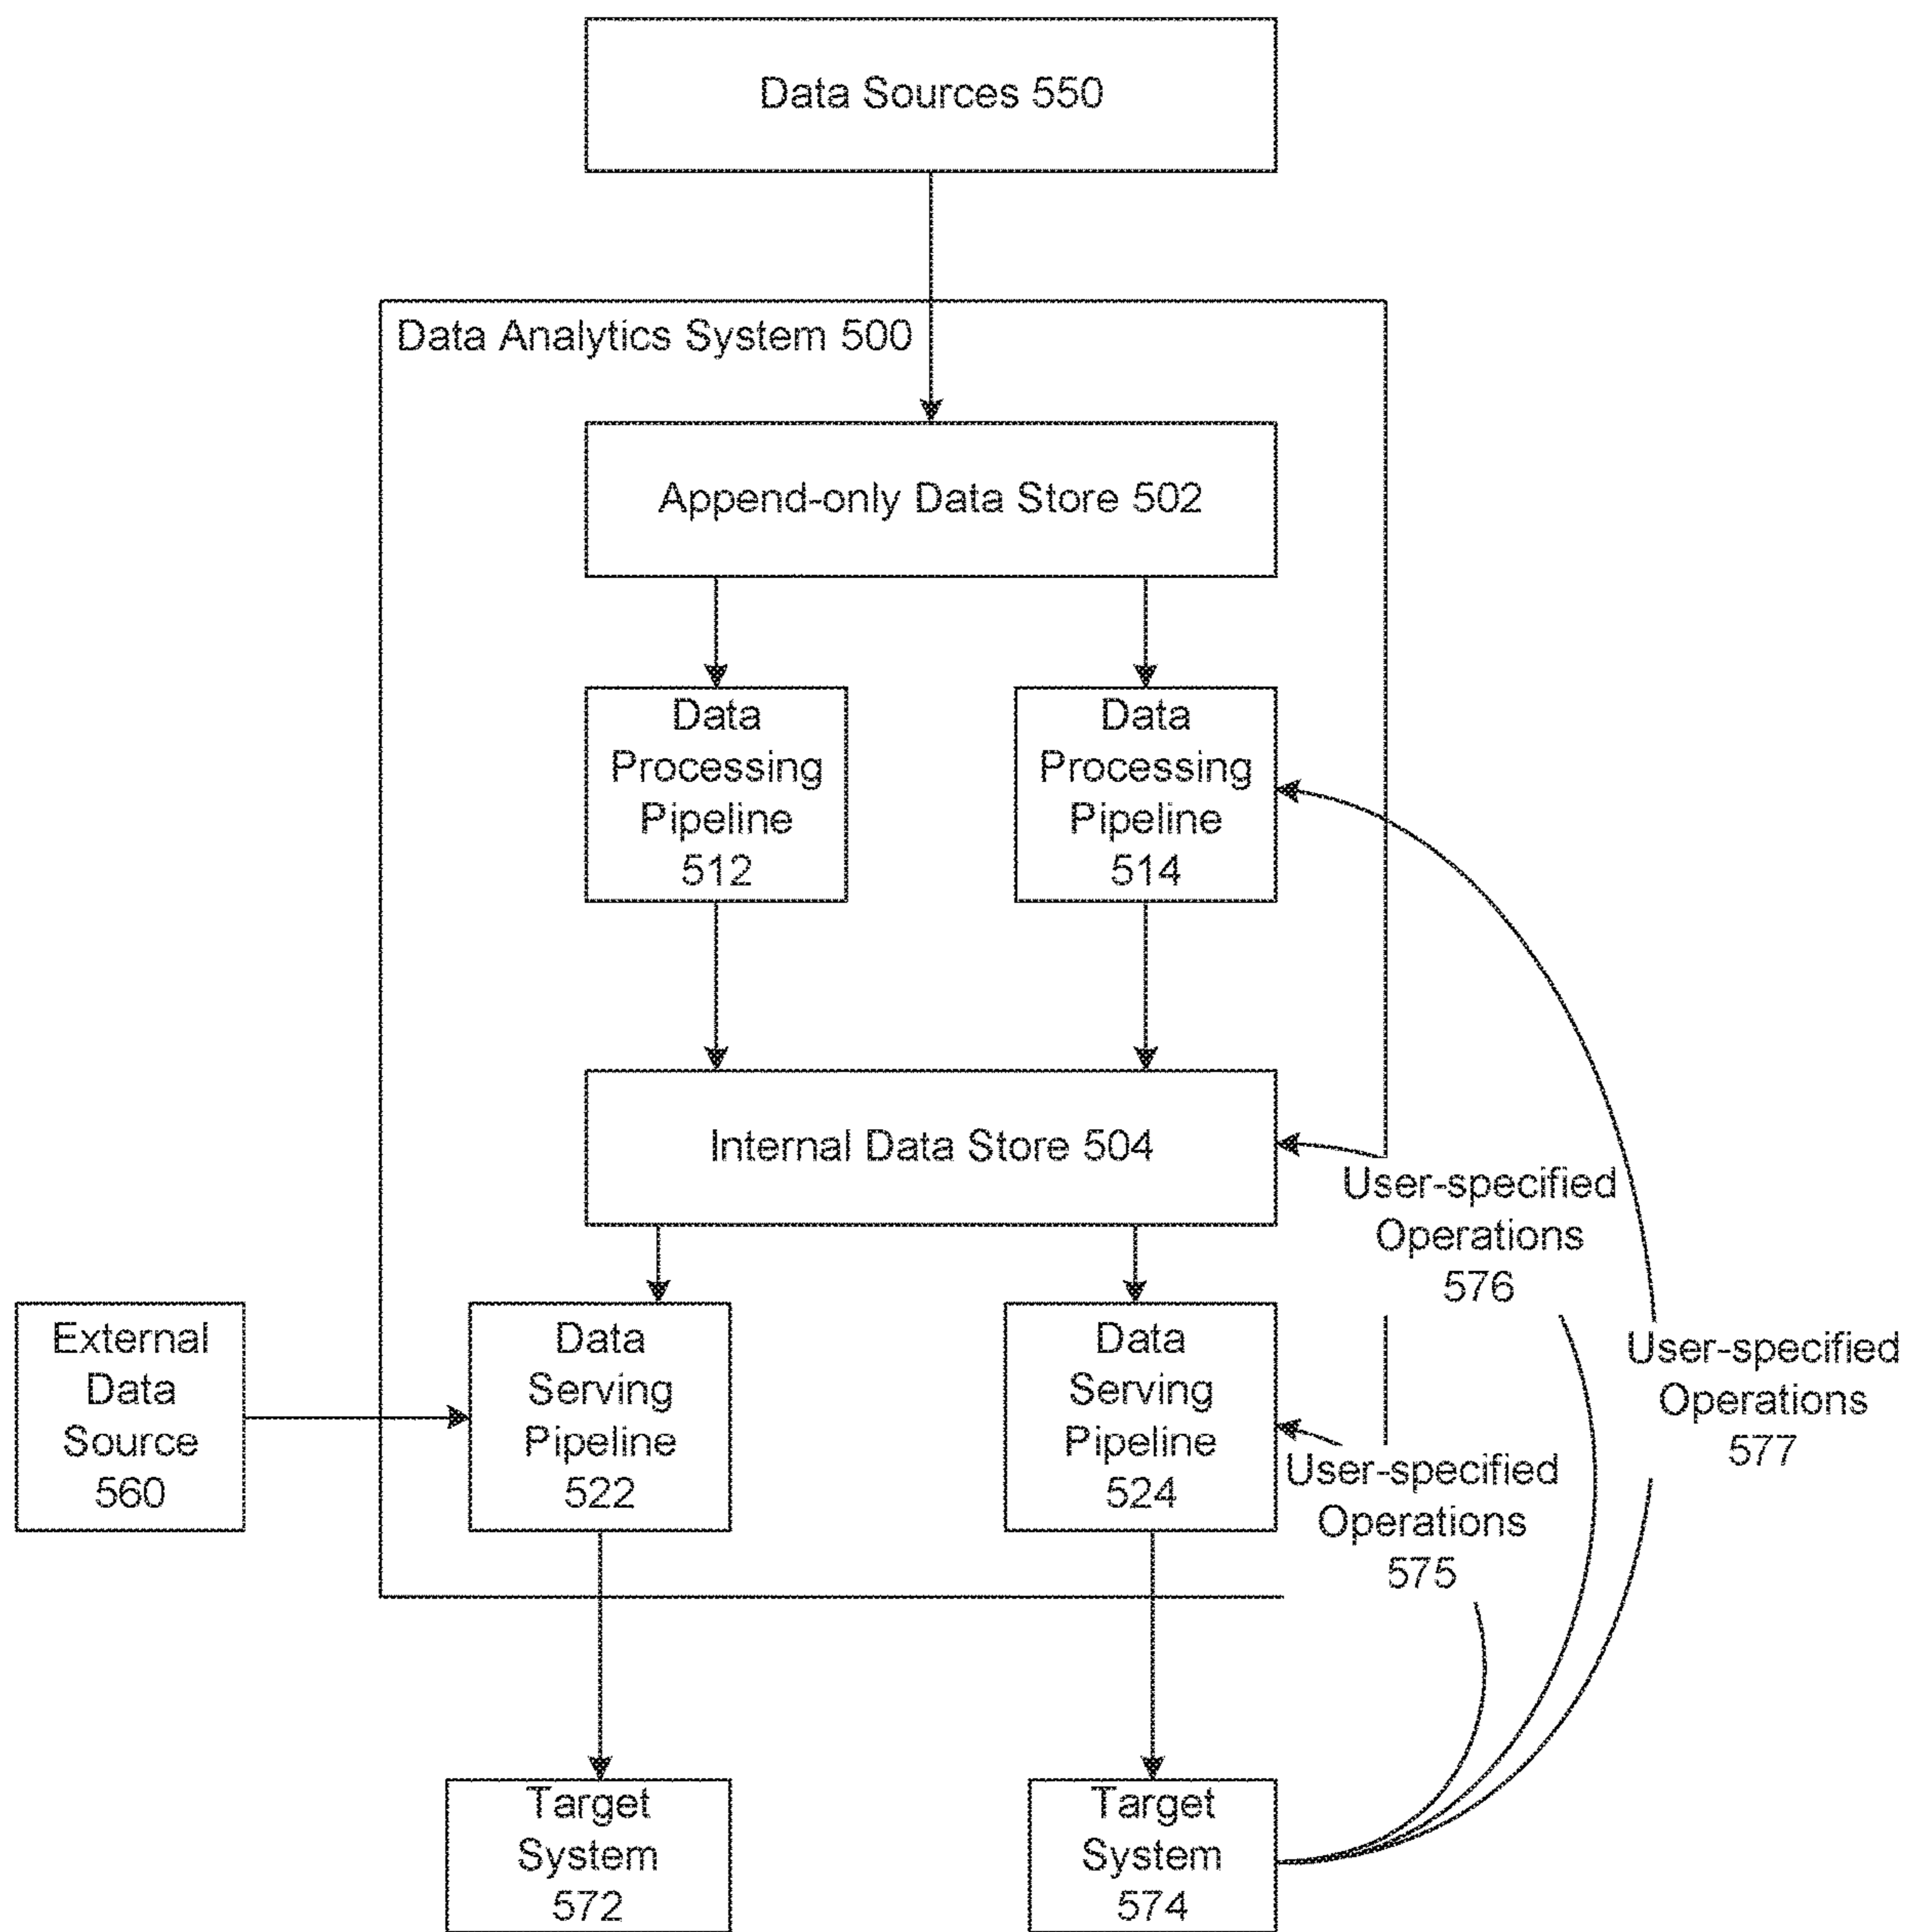 Data Sources 550
Data Analytics System 500
Append-only Data Store 502
Data
Processing
Pipeline
512
Data
Processing
Pipeline
514
Internal Data Store 504
User-specified
Operations
576
External
Data
Source
560
Data
Serving
Pipeline
522
Data
Serving
Pipeline
524
User-specified
Operations
577
User-specified
Operations
575
Target
System
572
Target
System
574